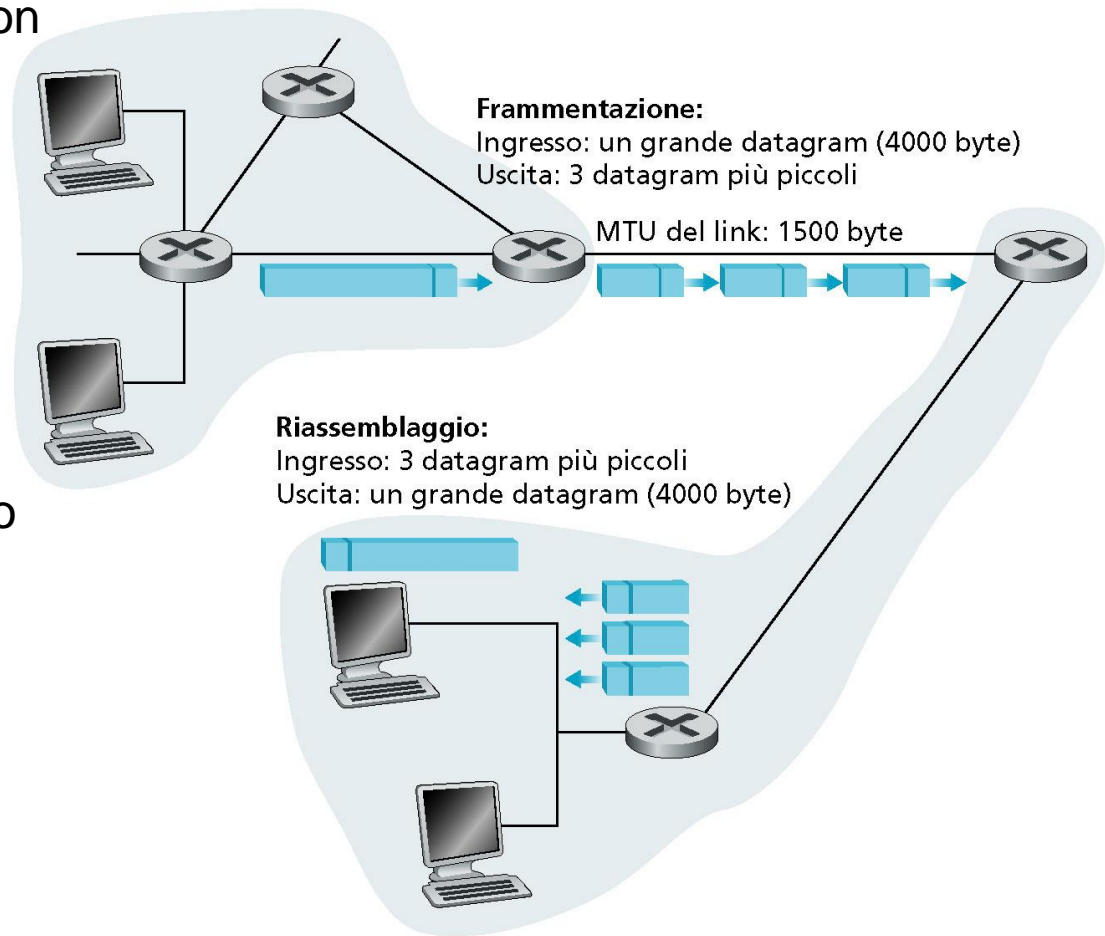 on
Frammentazione:
Ingresso: un grande datagram (4000 byte)
Uscita: 3 datagram più piccoli
MTU del link: 1500 byte
Riassemblaggio:
Ingresso: 3 datagram più piccoli
Uscita: un grande datagram (4000 byte)
o